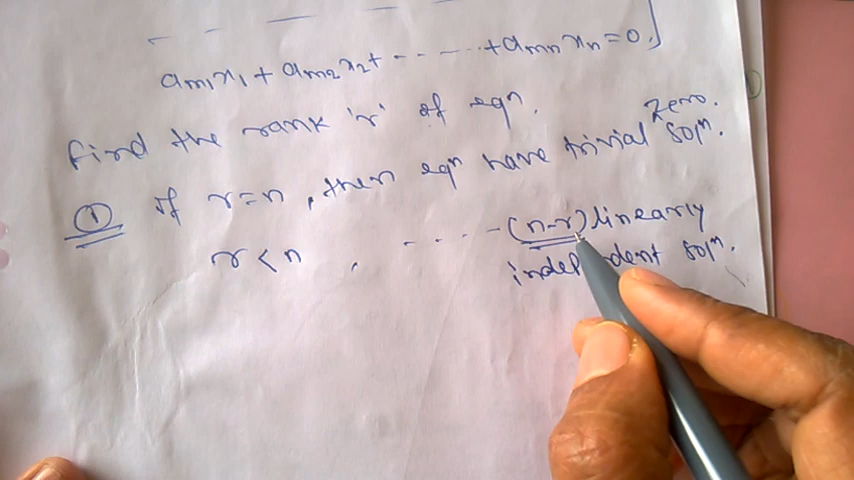 am1x1 + am2x2 + - - - - - + amnxn = 0.]
Find the rank 'r' of eqn.
zero.
① If r=n, then eqn have trivial soln.
r < n , - - - - - (n-r) linearly
independent soln.